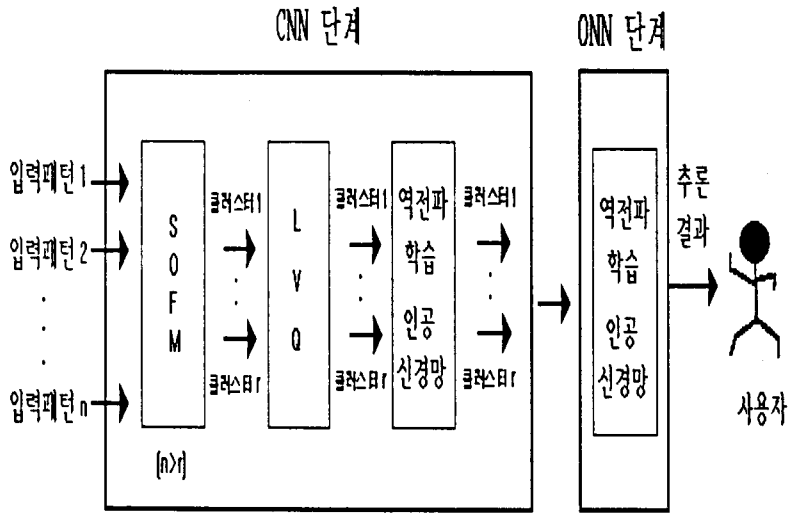 CNN 단계
ONN 단계
입력패턴 1
입력패턴 2
입력패턴 n
S
O
F
M
[n>r]
클러스터1
클러스터 r
L
V
Q
클러스터1
클러스터 r
역전파
학습
인공
신경망
클러스터1
클러스터 r
역전파
학습
인공
신경망
추론
결과
사용자